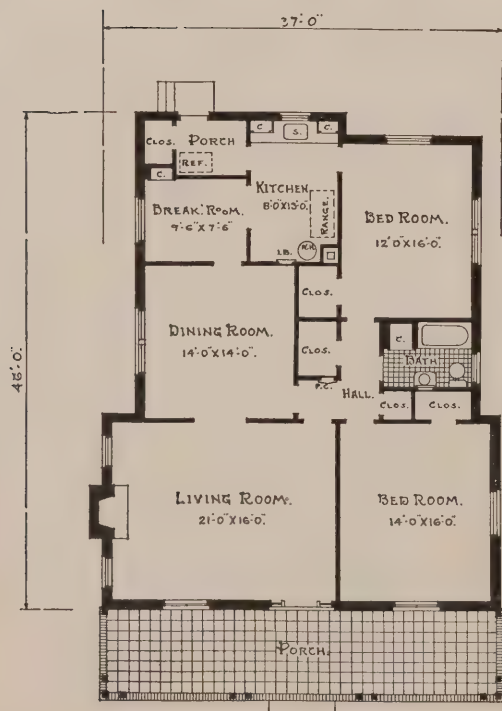 37'-0"
CLOS.
PORCH
C.
S.
C.
REF.
C.
KITCHEN
8'-0"X13'-0".
RANGE.
BREAK. ROOM.
9'-6"X7'-6"
BED ROOM.
12'-0"X16'-0".
I.B.
CLOS.
DINING ROOM.
14'-0"X14'-0".
CLOS.
C.
BATH.
48'-0".
HALL.
CLOS.
CLOS.
LIVING ROOM.
21'-0"X16'-0".
BED ROOM.
14'-0"X16'-0".
PORCH.